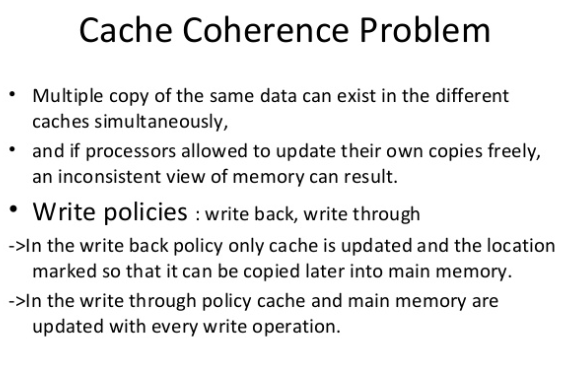 Cache Coherence Problem
• Multiple copy of the same data can exist in the different
caches simultaneously,
• and if processors allowed to update their own copies freely,
an inconsistent view of memory can result.
• Write policies : write back, write through
->In the write back policy only cache is updated and the location
marked so that it can be copied later into main memory.
->In the write through policy cache and main memory are
updated with every write operation.